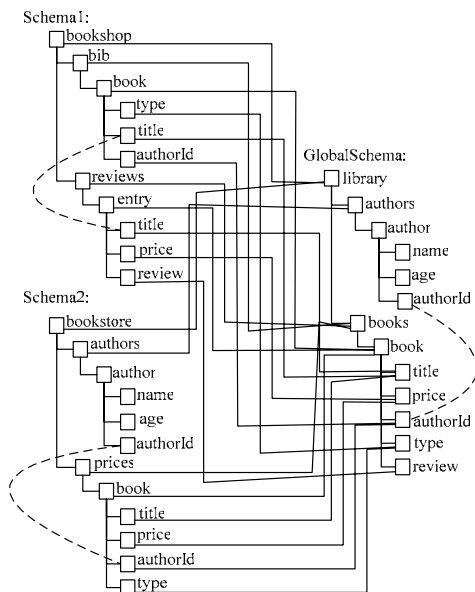 Schema1:
bookshop
bib
book
type
title
authorId
reviews
entry
title
price
review
Schema2:
bookstore
authors
author
name
age
authorId
prices
book
title
price
authorId
type
GlobalSchema:
library
authors
author
name
age
authorId
books
book
title
price
authorId
type
review